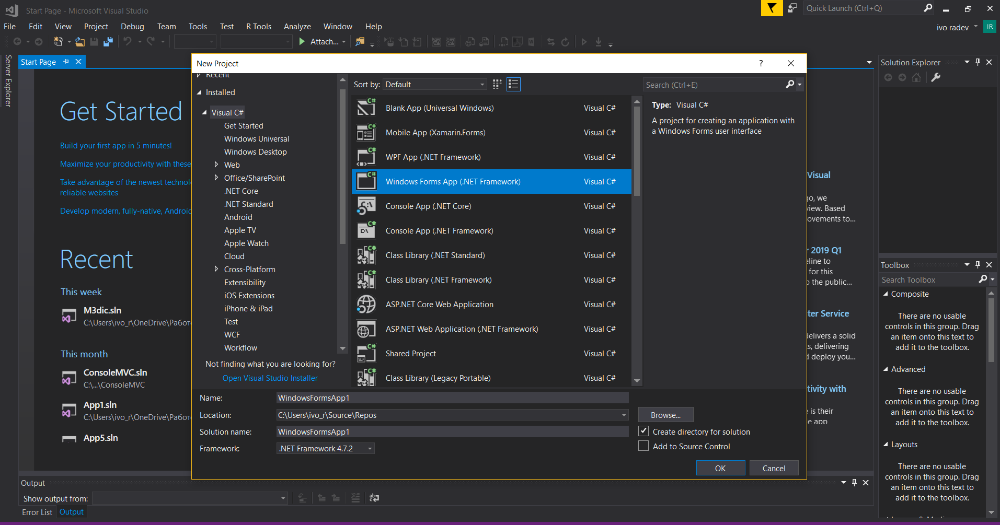 Start Page - Microsoft Visual Studio
Quick Launch (Ctrl+Q)
File Edit View Project Debug Team Tools Test R Tools Analyze Window Help
ivo radev
IR
Attach...
Server Explorer
Start Page
Get Started
Build your first app in 5 minutes!
Maximize your productivity with these
Take advantage of the newest technol
reliable websites
Develop modern, fully-native, Android
Recent
This week
M3dic.sln
C:\Users\ivo_r\OneDrive\Работ
This month
ConsoleMVC.sln
C:\...\ConsoleMVC
App1.sln
C:\Users\ivo_r\OneDrive\Работ
App5.sln
New Project
?
Recent
Installed
Visual C#
Get Started
Windows Universal
Windows Desktop
Web
Office/SharePoint
.NET Core
.NET Standard
Android
Apple TV
Apple Watch
Cloud
Cross-Platform
Extensibility
iOS Extensions
iPhone & iPad
Test
WCF
Workflow
Not finding what you are looking for?
Open Visual Studio Installer
Sort by: Default
Search (Ctrl+E)
Blank App (Universal Windows) Visual C#
Mobile App (Xamarin.Forms) Visual C#
WPF App (.NET Framework) Visual C#
Windows Forms App (.NET Framework) Visual C#
Console App (.NET Core) Visual C#
Console App (.NET Framework) Visual C#
Class Library (.NET Standard) Visual C#
Class Library (.NET Framework) Visual C#
ASP.NET Core Web Application Visual C#
ASP.NET Web Application (.NET Framework) Visual C#
Shared Project Visual C#
Class Library (Legacy Portable) Visual C#
Type: Visual C#
A project for creating an application with
a Windows Forms user interface
Name: WindowsFormsApp1
Location: C:\Users\ivo_r\Source\Repos
Browse...
Solution name: WindowsFormsApp1
Create directory for solution
Framework: .NET Framework 4.7.2
Add to Source Control
OK Cancel
Visual
go, we
view. Based
ovements to...
2019 Q1
eline to
for this
o the public...
ter Service
delivers a solid
s, delivering
d deploy you...
tivity with
e is their
e app
Solution Explorer
Toolbox
Search Toolbox
Composite
There are no usable
controls in this group. Drag
an item onto this text to
add it to the toolbox.
Advanced
There are no usable
controls in this group. Drag
an item onto this text to
add it to the toolbox.
Layouts
There are no usable
controls in this group. Drag
an item onto this text to
add it to the toolbox.
Output
Show output from:
Error List Output